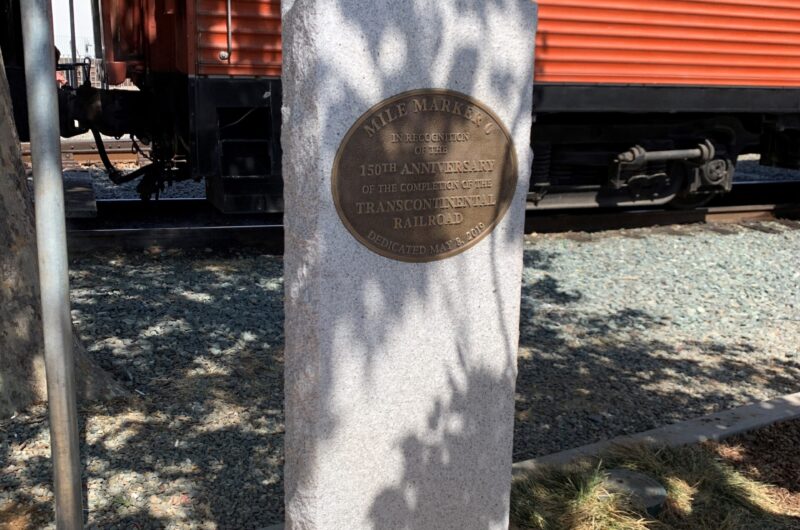 MILE MARKER 0
IN RECOGNITION
OF THE
150TH ANNIVERSARY
OF THE COMPLETION OF THE
TRANSCONTINENTAL
RAILROAD
DEDICATED MAY 3, 2019